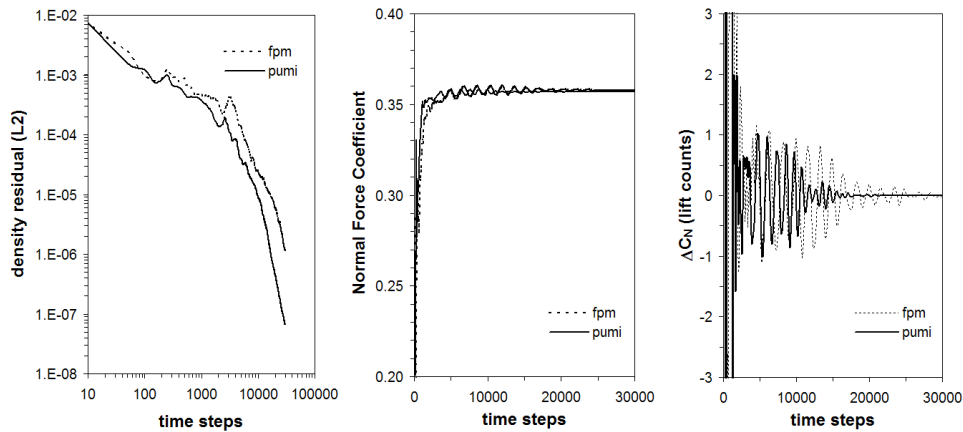 density residual (L2)
1.E-02
1.E-03
1.E-04
1.E-05
1.E-06
1.E-07
1.E-08
10
100
1000
10000
100000
time steps
fpm
pumi
Normal Force Coefficient
0.40
0.35
0.30
0.25
0.20
0
10000
20000
30000
time steps
fpm
pumi
ΔCN (lift counts)
3
2
1
0
-1
-2
-3
0
10000
20000
30000
time steps
fpm
pumi